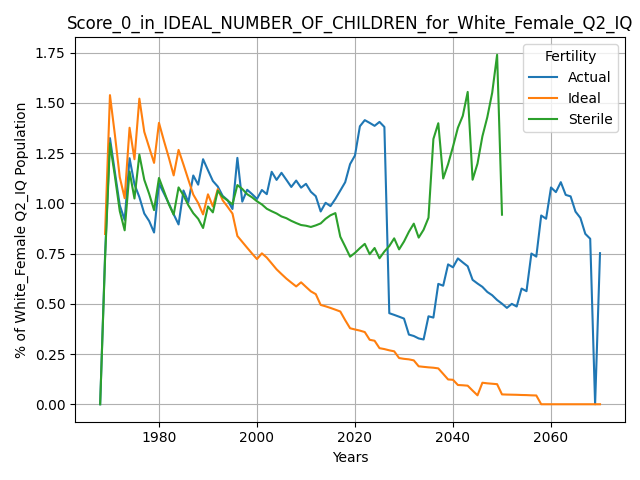 Score_0_in_IDEAL_NUMBER_OF_CHILDREN_for_White_Female_Q2_IQ
Fertility
Actual
Ideal
Sterile
% of White_Female Q2_IQ Population
1.75
1.50
1.25
1.00
0.75
0.50
0.25
0.00
1980 2000 2020 2040 2060
Years